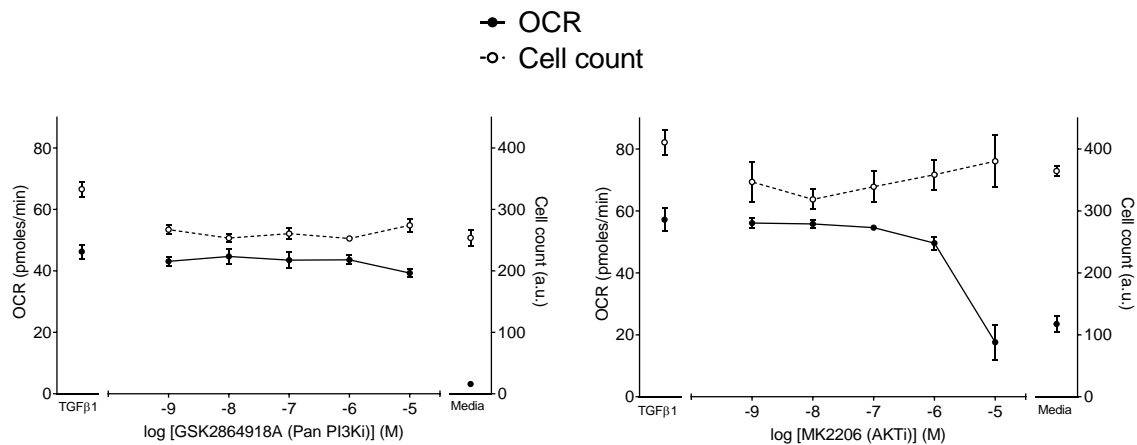 OCR
Cell count
OCR (pmoles/min)
80
60
40
20
0
TGFβ1
-9
-8
-7
-6
-5
Media
log [GSK2864918A (Pan PI3Ki)] (M)
400
300
200
100
0
Cell count (a.u.)
OCR (pmoles/min)
80
60
40
20
0
TGFβ1
-9
-8
-7
-6
-5
Media
log [MK2206 (AKTi)] (M)
400
300
200
100
0
Cell count (a.u.)